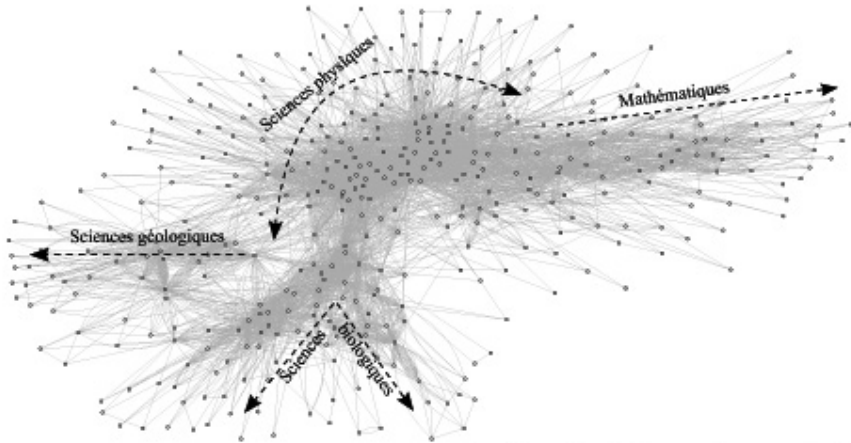 Sciences physiques
Mathématiques
Sciences géologiques
Sciences
biologiques